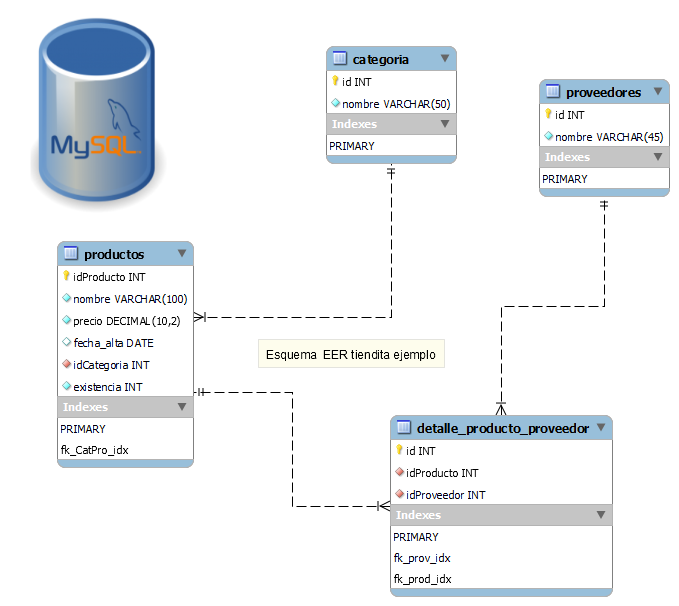 MySQL
categoria
id INT
nombre VARCHAR(50)
Indexes
PRIMARY
proveedores
id INT
nombre VARCHAR(45)
Indexes
PRIMARY
productos
idProducto INT
nombre VARCHAR(100)
precio DECIMAL(10,2)
fecha_alta DATE
idCategoria INT
existencia INT
Indexes
PRIMARY
fk_CatPro_idx
Esquema EER tiendita ejemplo
detalle_producto_proveedor
id INT
idProducto INT
idProveedor INT
Indexes
PRIMARY
fk_prov_idx
fk_prod_idx